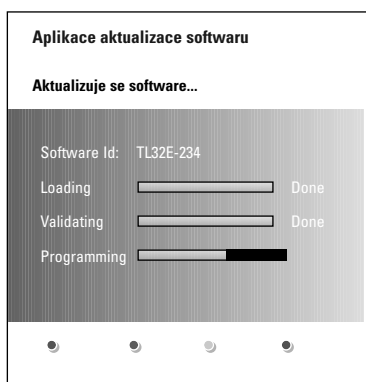 Aplikace aktualizace softwaru
Aktualizuje se software...
Software Id: TL32E-234
Loading Done
Validating Done
Programming